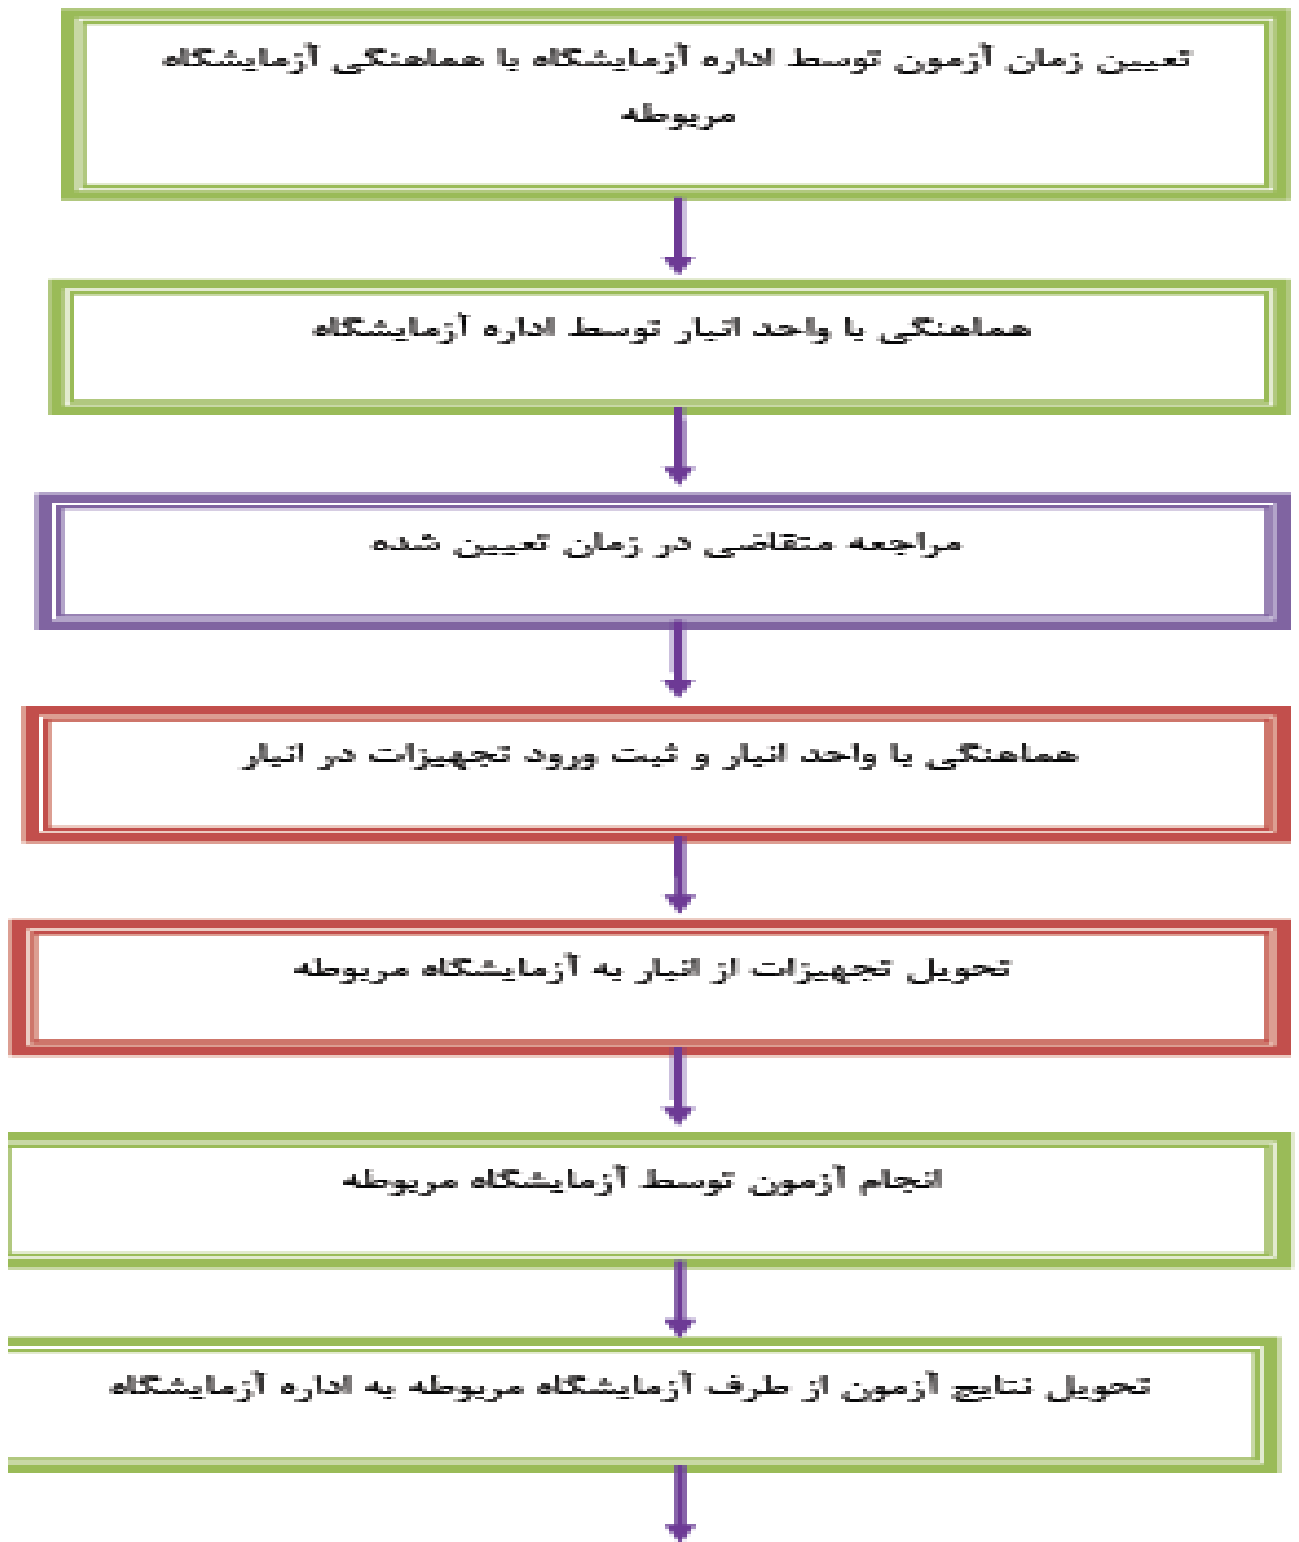 تعیین زمان آزمون توسط اداره آزمایشگاه با هماهنگی آزمایشگاه
مربوطه
هماهنگی با واحد انبار توسط اداره آزمایشگاه
مراجعه متقاضی در زمان تعیین شده
هماهنگی با واحد انبار و ثبت ورود تجهیزات در انبار
تحویل تجهیزات از انبار به آزمایشگاه مربوطه
انجام آزمون توسط آزمایشگاه مربوطه
تحویل نتایج آزمون از طرف آزمایشگاه مربوطه به اداره آزمایشگاه